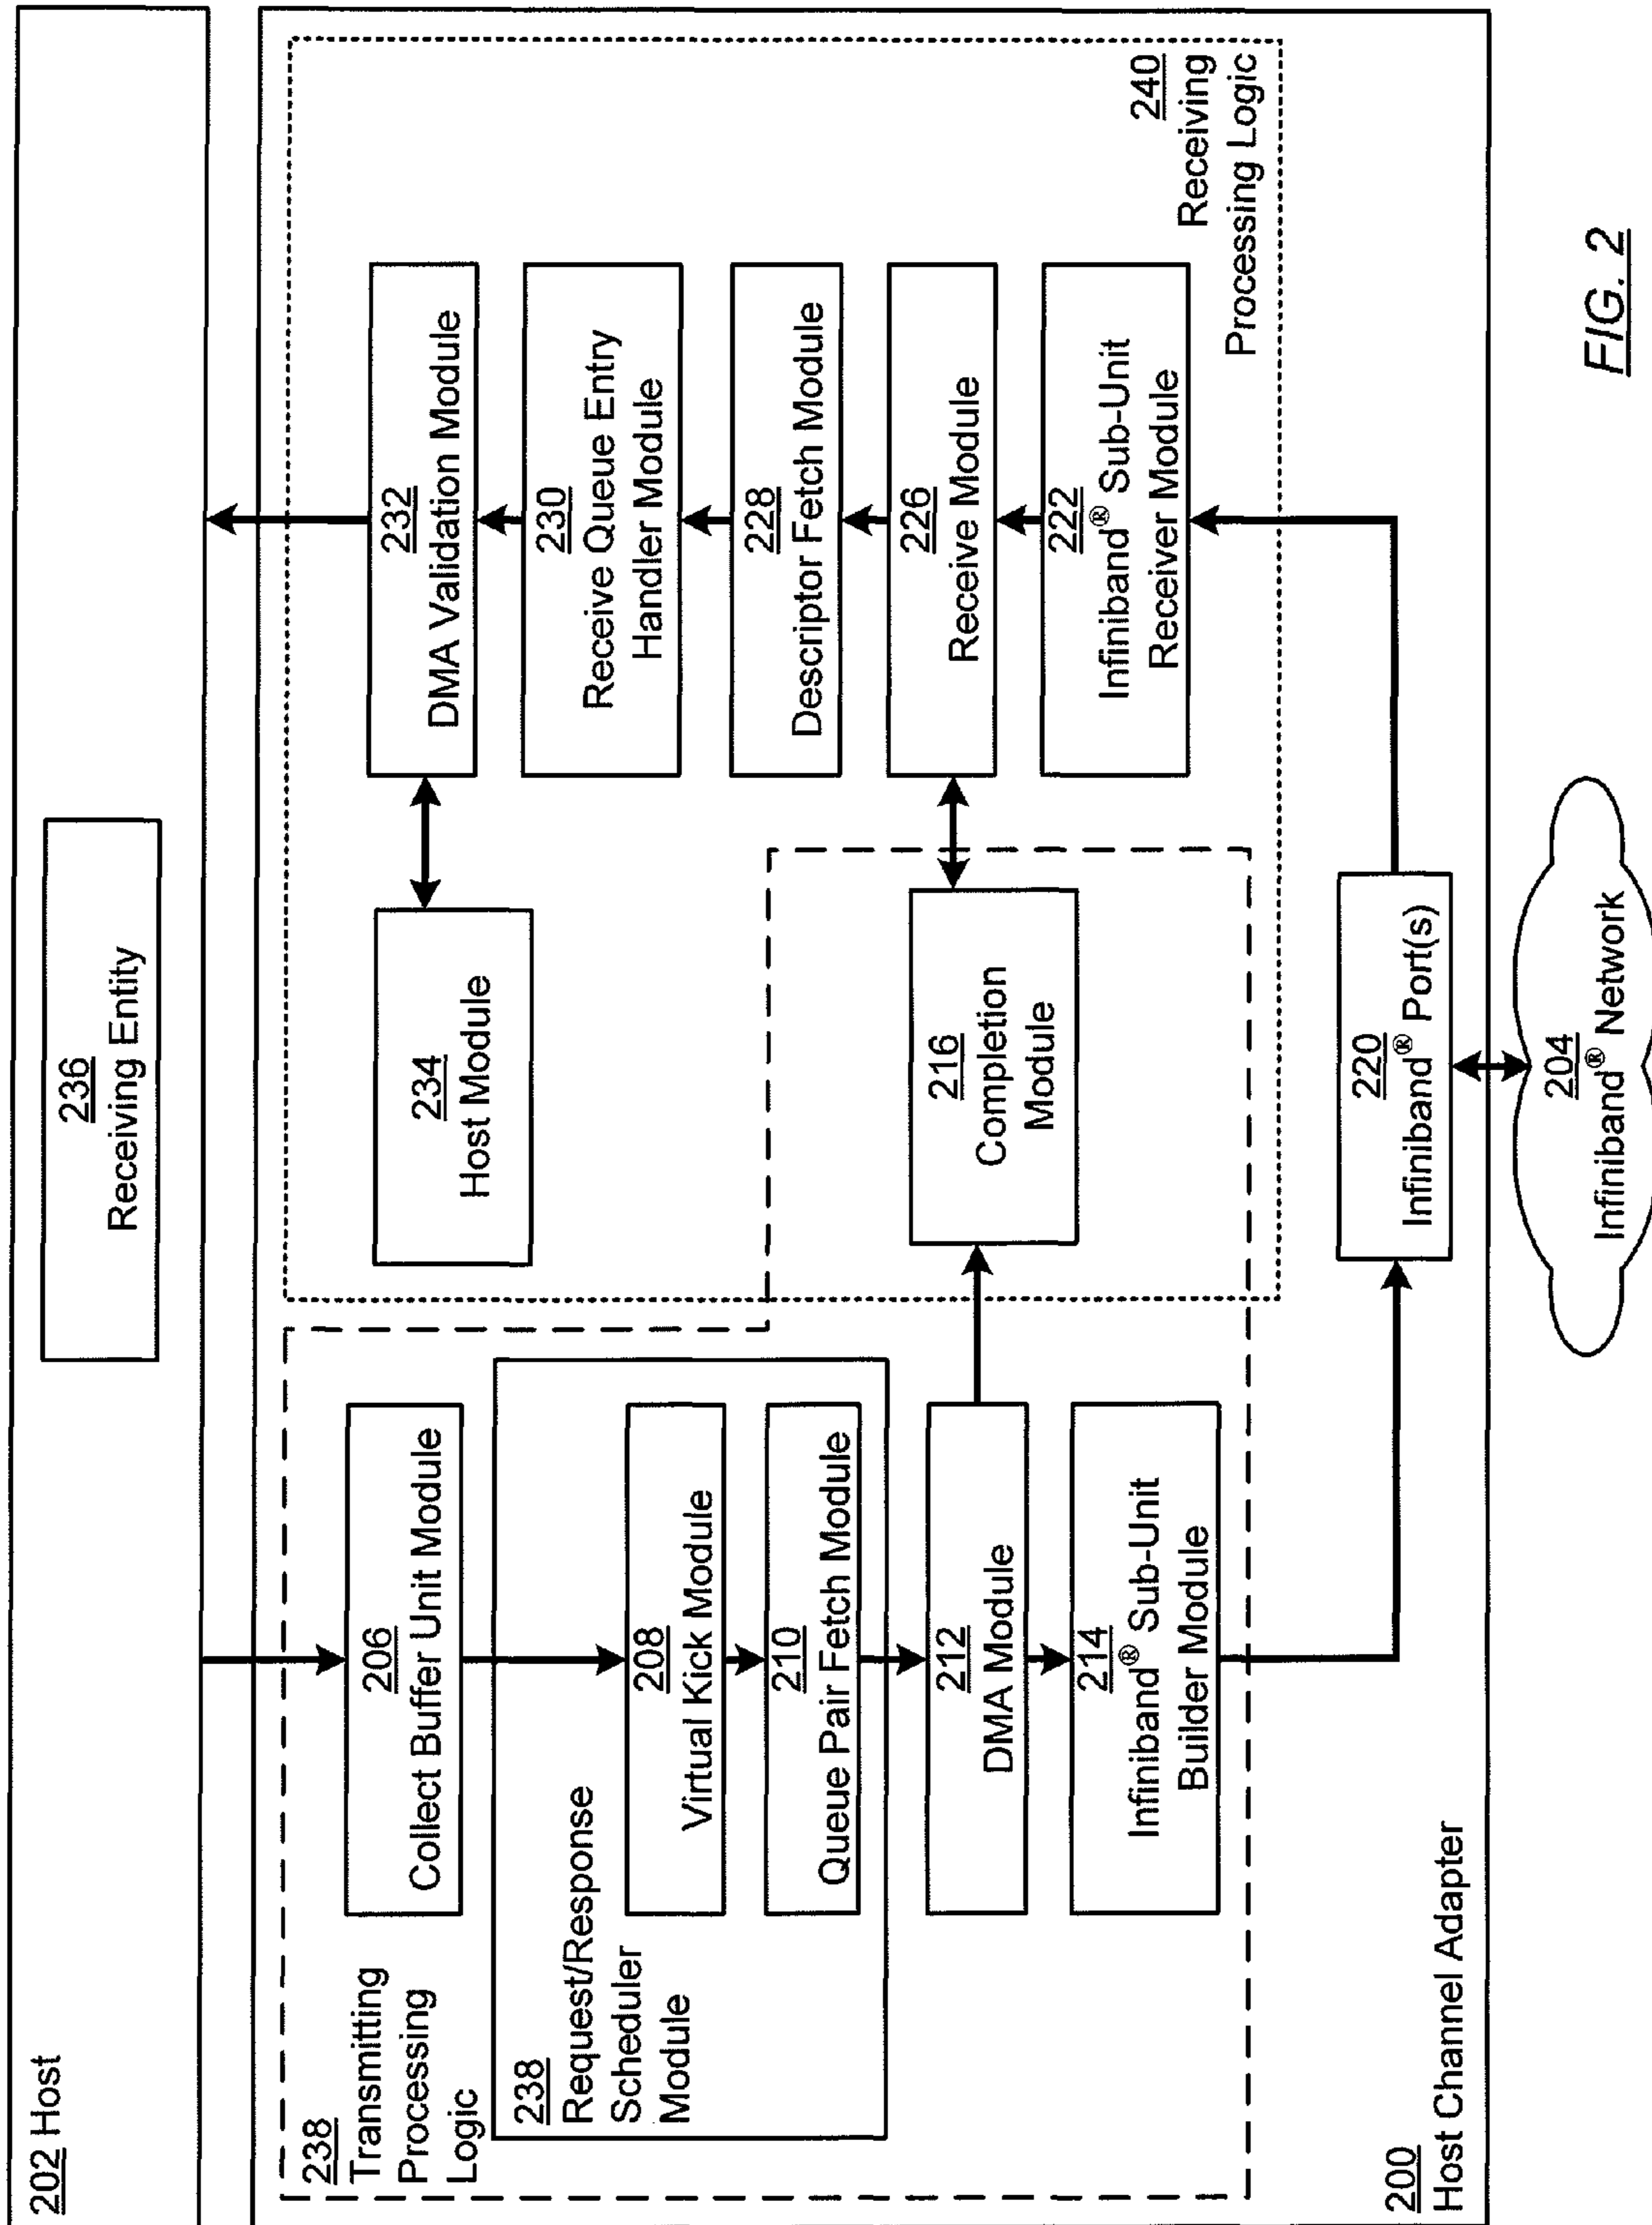 202 Host
236
Receiving Entity
238
Transmitting
Processing
Logic
206
Collect Buffer Unit Module
238
Request/Response
Scheduler
Module
208
Virtual Kick Module
210
Queue Pair Fetch Module
212
DMA Module
214
Infiniband® Sub-Unit
Builder Module
234
Host Module
216
Completion
Module
232
DMA Validation Module
230
Receive Queue Entry
Handler Module
228
Descriptor Fetch Module
226
Receive Module
222
Infiniband® Sub-Unit
Receiver Module
240
Receiving
Processing Logic
220
Infiniband® Port(s)
200
Host Channel Adapter
204
Infiniband® Network
FIG. 2